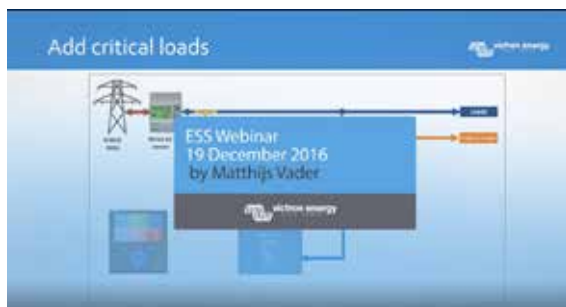 Add critical loads
victron energy
ESS Webinar
19 December 2016
by Matthijs Vader
victron energy